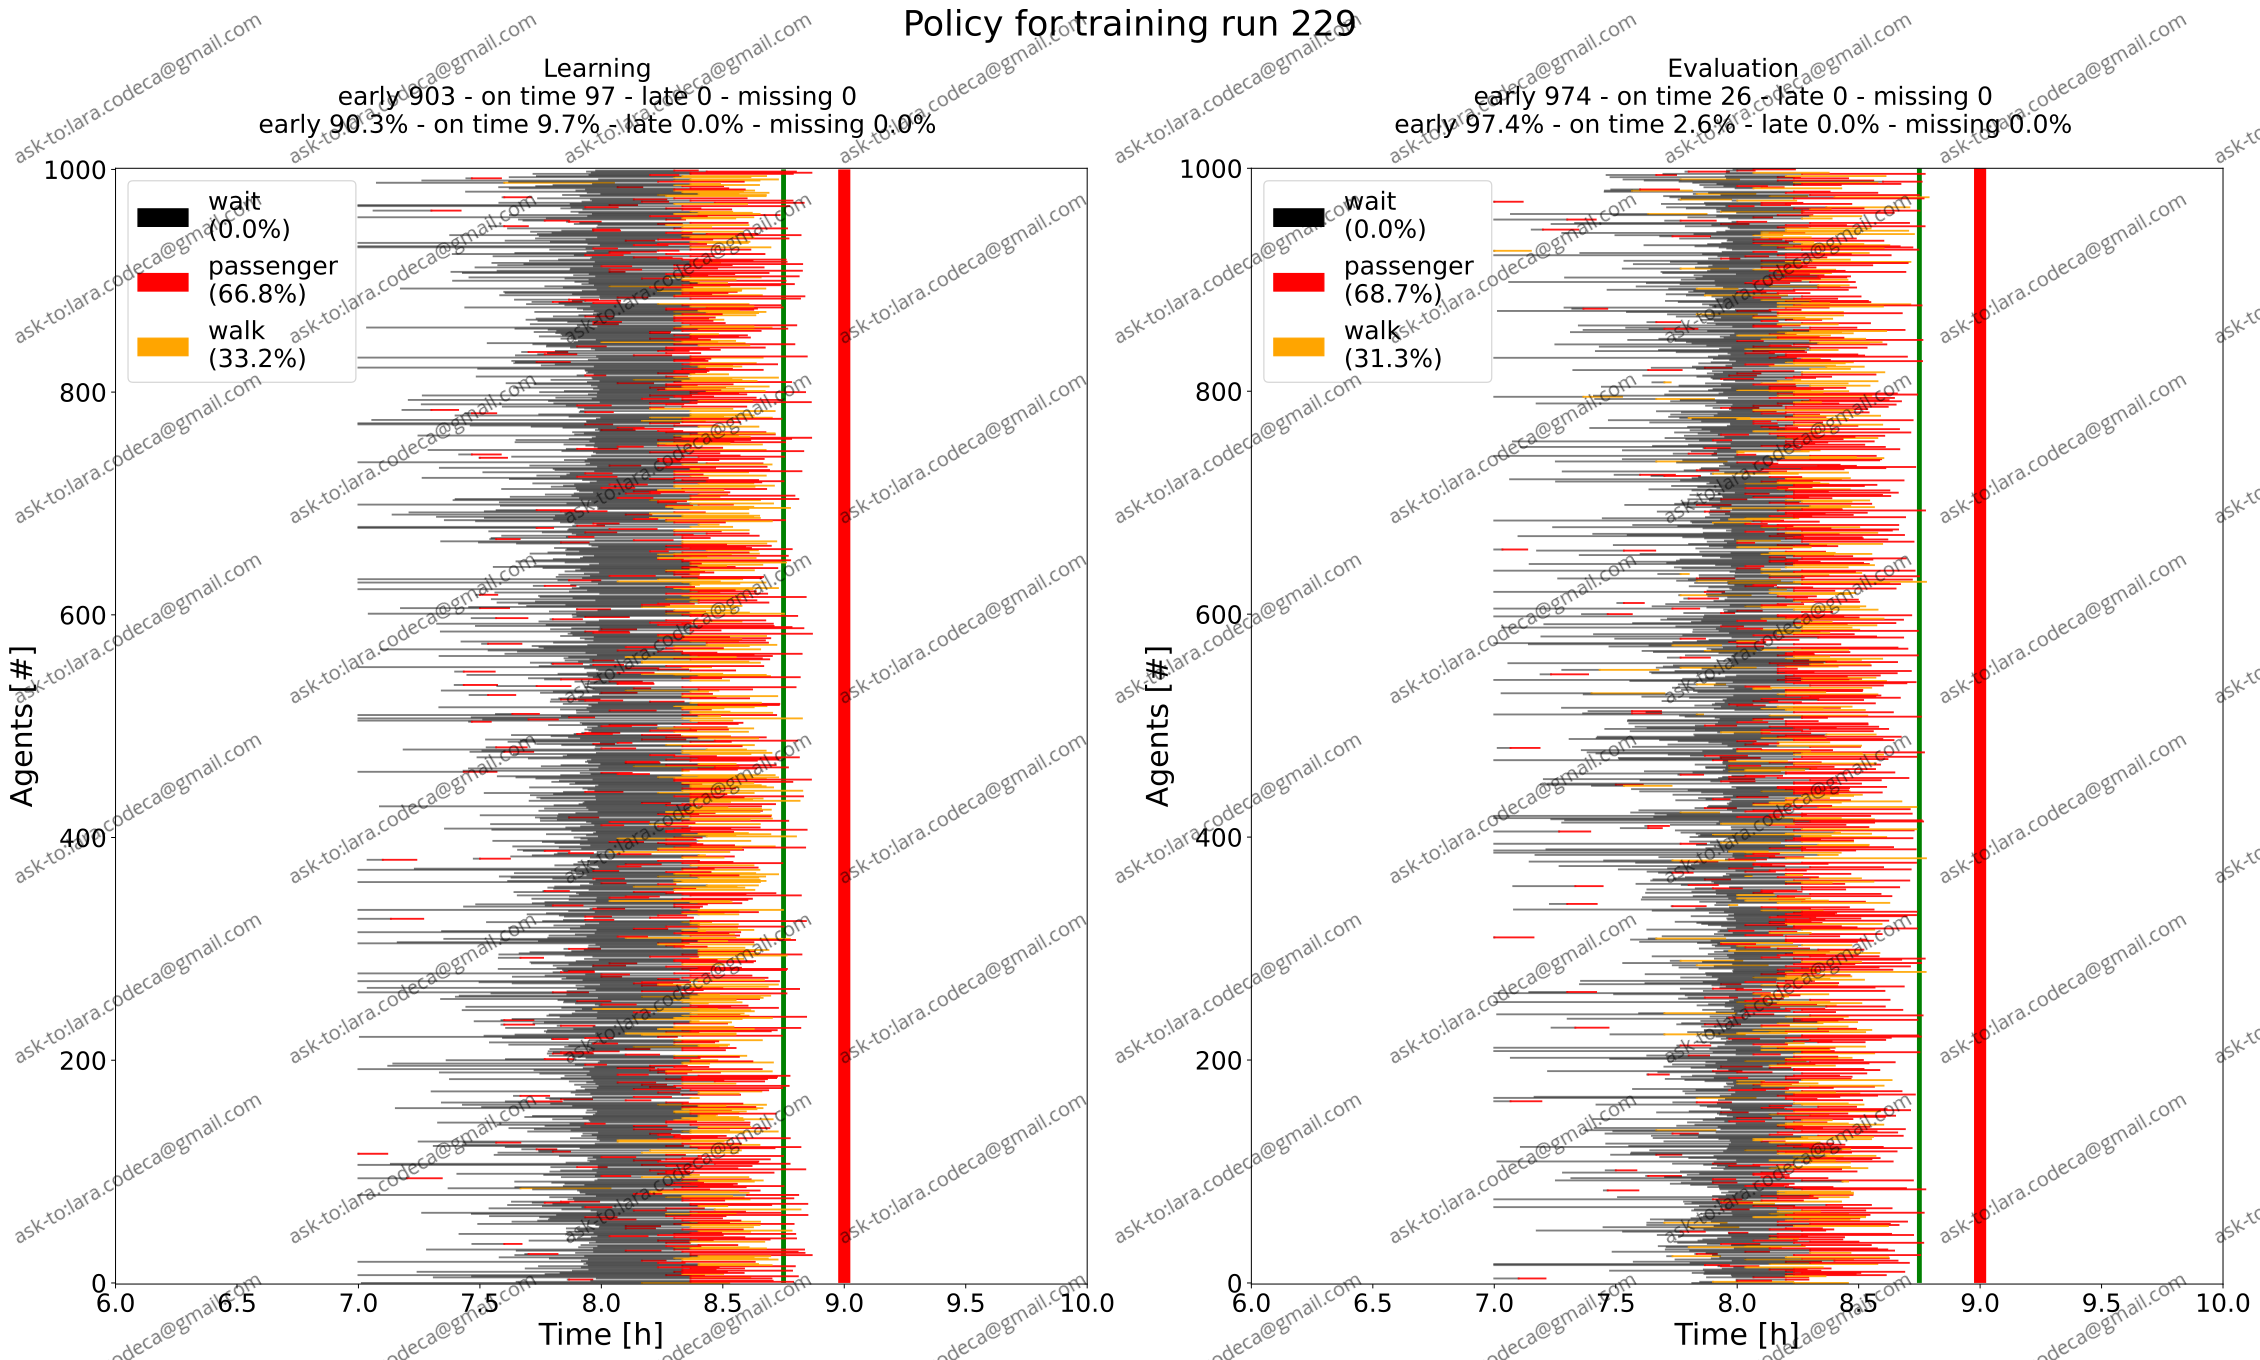 Policy for training run 229
Learning
early 903 - on time 97 - late 0 - missing 0
early 90.3% - on time 9.7% - late 0.0% - missing 0.0%
1000
800
600
400
200
0
Agents [#]
wait
(0.0%)
passenger
(66.8%)
walk
(33.2%)
6.0 6.5 7.0 7.5 8.0 8.5 9.0 9.5 10.0
Time [h]
Evaluation
early 974 - on time 26 - late 0 - missing 0
early 97.4% - on time 2.6% - late 0.0% - missing 0.0%
1000
800
600
400
200
0
Agents [#]
wait
(0.0%)
passenger
(68.7%)
walk
(31.3%)
6.0 6.5 7.0 7.5 8.0 8.5 9.0 9.5 10.0
Time [h]
ask-to:lara.codeca@gmail.com